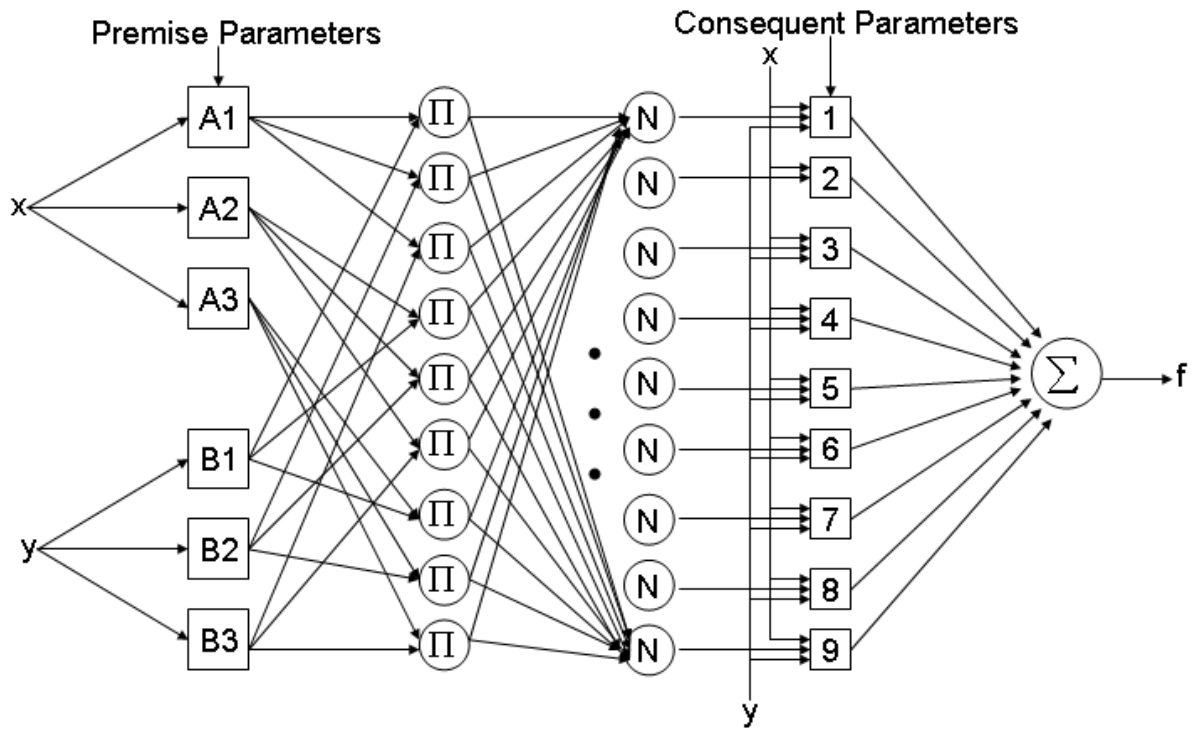 Premise Parameters
Consequent Parameters
x
A1
A2
A3
x
B1
B2
B3
y
Π
Π
Π
Π
Π
Π
Π
Π
Π
N
N
N
N
N
N
N
N
N
1
2
3
4
5
6
7
8
9
y
Σ
f